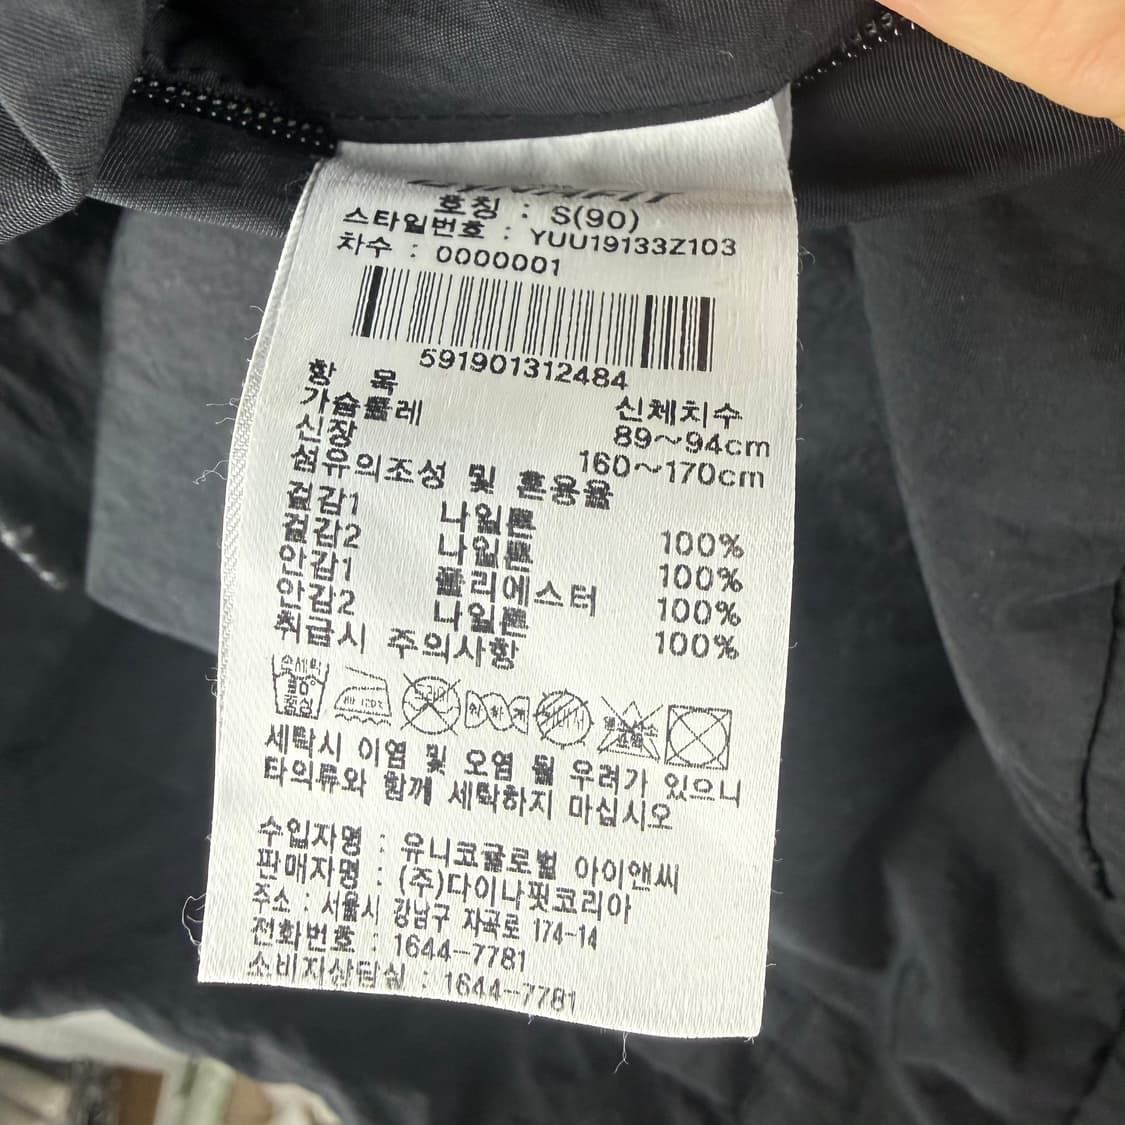 DYNAFIT
호칭 : S(90)
스타일번호 : YUU19133Z103
차수 : 0000001
591901312484
항 목 신체치수
가슴둘레 89~94cm
신장 160~170cm
섬유의조성 및 혼용율
겉감1 나일론 100%
겉감2 나일론 100%
안감1 폴리에스터 100%
안감2 나일론 100%
취급시 주의사항
손세탁 30° 중성
세탁시 이염 및 오염 될 우려가 있으니
타의류와 함께 세탁하지 마십시오
수입자명 : 유니코글로벌 아이앤씨
판매자명 : (주)다이나핏코리아
주소 : 서울시 강남구 자곡로 174-14
전화번호 : 1644-7781
소비자상담실 : 1644-7781